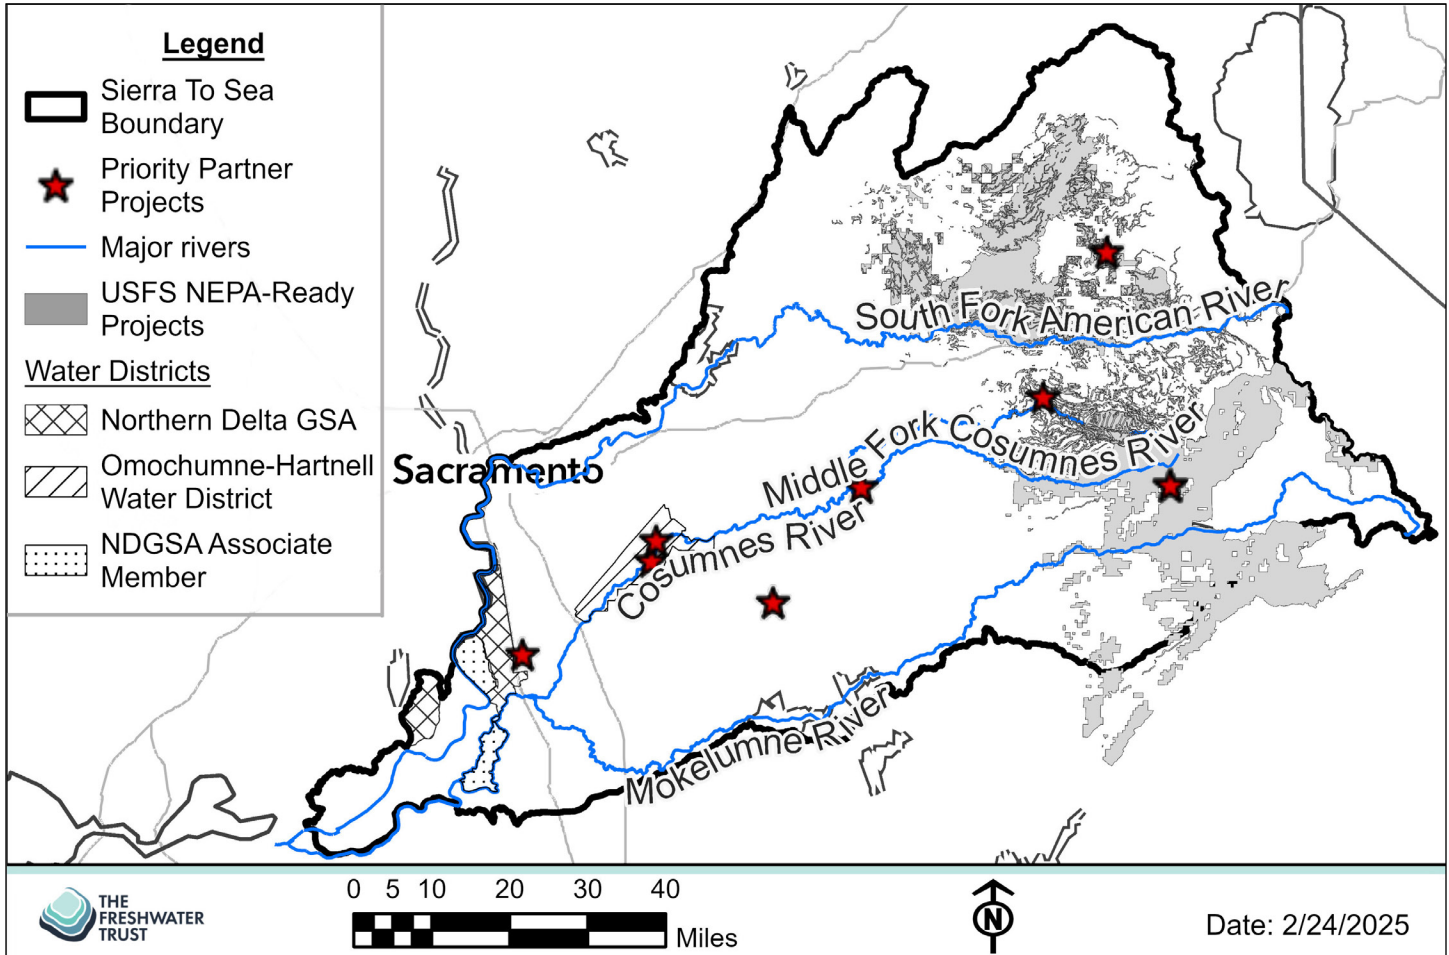 Legend
Sierra To Sea
Boundary
Priority Partner
Projects
Major rivers
USFS NEPA-Ready
Projects
Water Districts
Northern Delta GSA
Omochumne-Hartnell
Water District
NDGSA Associate
Member
South Fork American River
Middle Fork Cosumnes River
Sacramento
Cosumnes River
Mokelumne River
THE
FRESHWATER
TRUST
0 5 10 20 30 40
Miles
N
Date: 2/24/2025